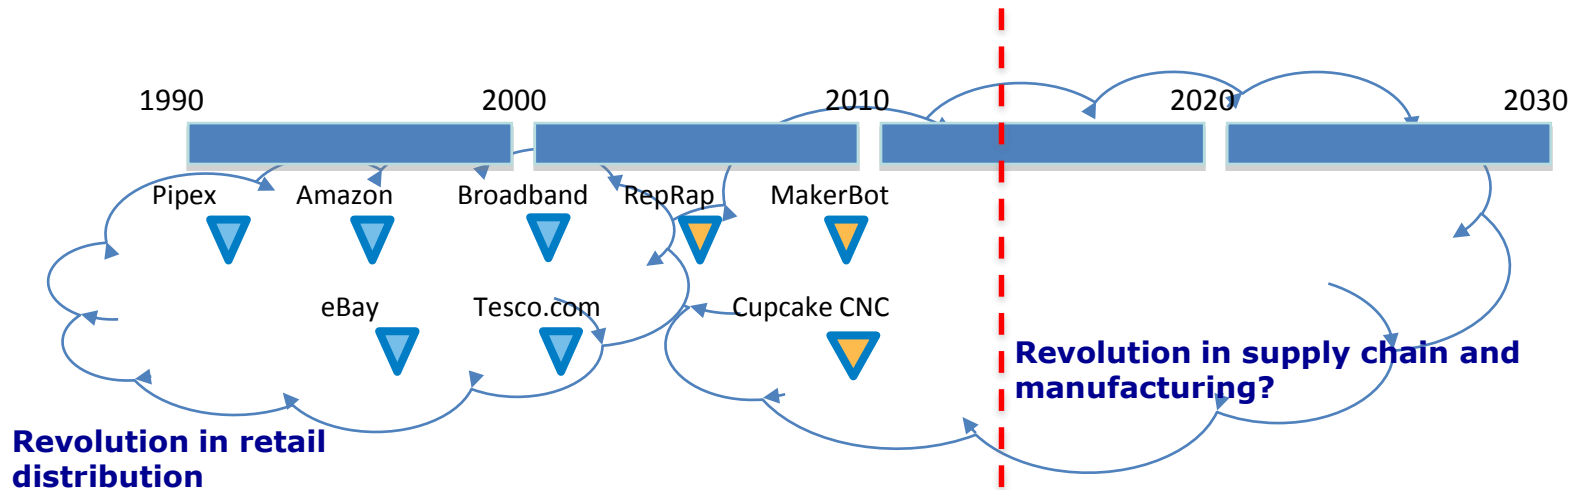 1990 2000 2010 2020 2030
Pipex Amazon Broadband RepRap MakerBot
eBay Tesco.com Cupcake CNC
Revolution in supply chain and
manufacturing?
Revolution in retail
distribution